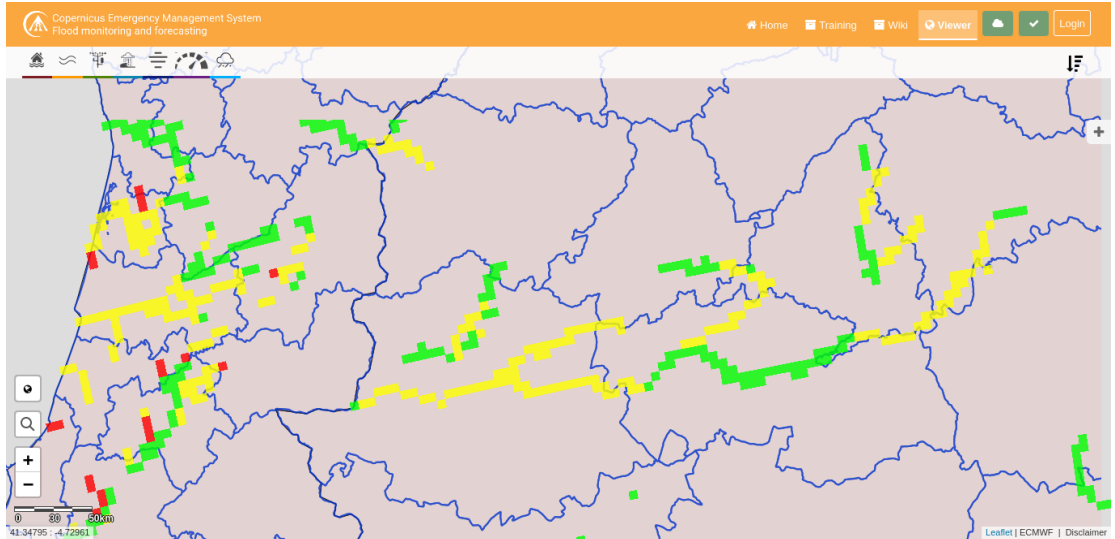 Copernicus Emergency Management System
Flood monitoring and forecasting
Home Training Wiki Viewer Login
0 30 50km
41.34795 : -4.72961
Leaflet | ECMWF | Disclaimer